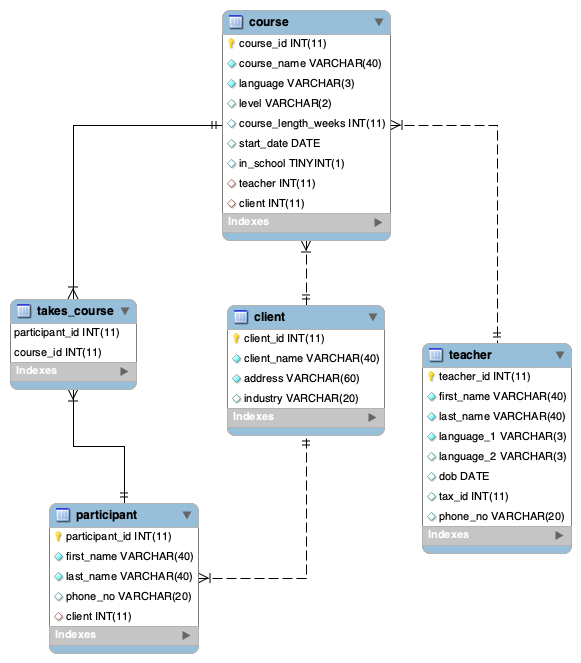 course
course_id INT(11)
course_name VARCHAR(40)
language VARCHAR(3)
level VARCHAR(2)
course_length_weeks INT(11)
start_date DATE
in_school TINYINT(1)
teacher INT(11)
client INT(11)
Indexes
takes_course
participant_id INT(11)
course_id INT(11)
Indexes
client
client_id INT(11)
client_name VARCHAR(40)
address VARCHAR(60)
industry VARCHAR(20)
Indexes
teacher
teacher_id INT(11)
first_name VARCHAR(40)
last_name VARCHAR(40)
language_1 VARCHAR(3)
language_2 VARCHAR(3)
dob DATE
tax_id INT(11)
phone_no VARCHAR(20)
Indexes
participant
participant_id INT(11)
first_name VARCHAR(40)
last_name VARCHAR(40)
phone_no VARCHAR(20)
client INT(11)
Indexes